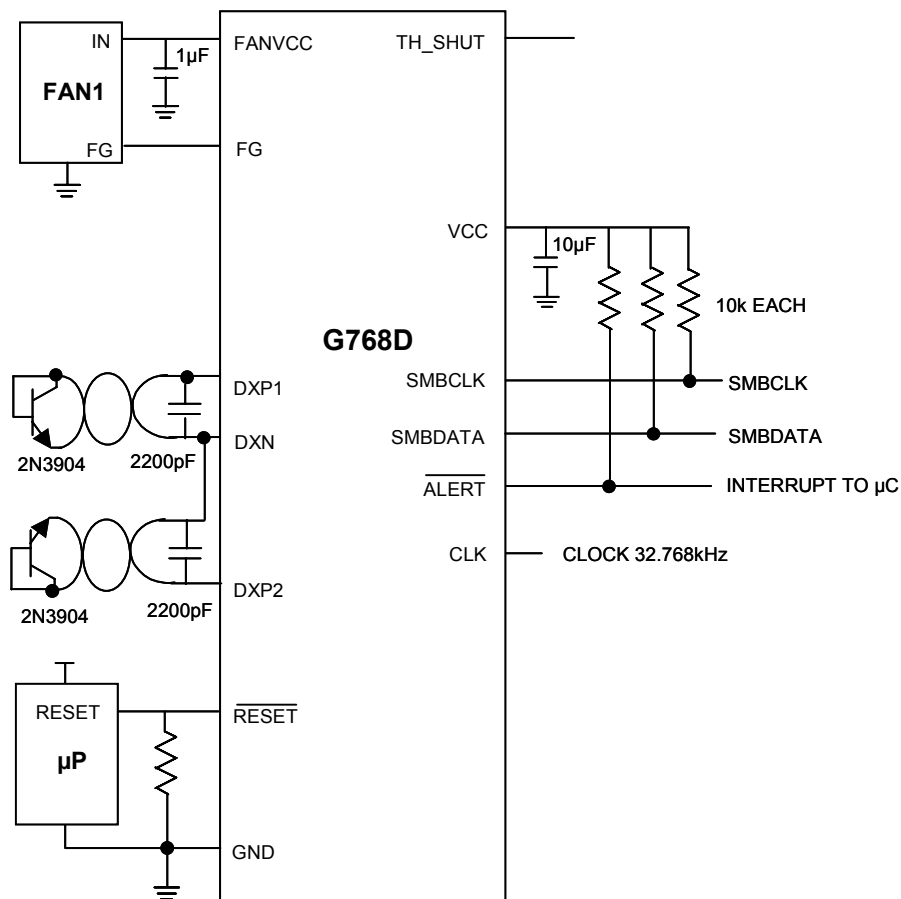 IN
FANVCC
TH_SHUT
1µF
FAN1
FG
FG
VCC
10µF
10k EACH
G768D
DXP1
SMBCLK
SMBCLK
DXN
SMBDATA
SMBDATA
2N3904
2200pF
ALERT
INTERRUPT TO µC
CLK
CLOCK 32.768kHz
DXP2
2N3904
2200pF
RESET
RESET
µP
GND